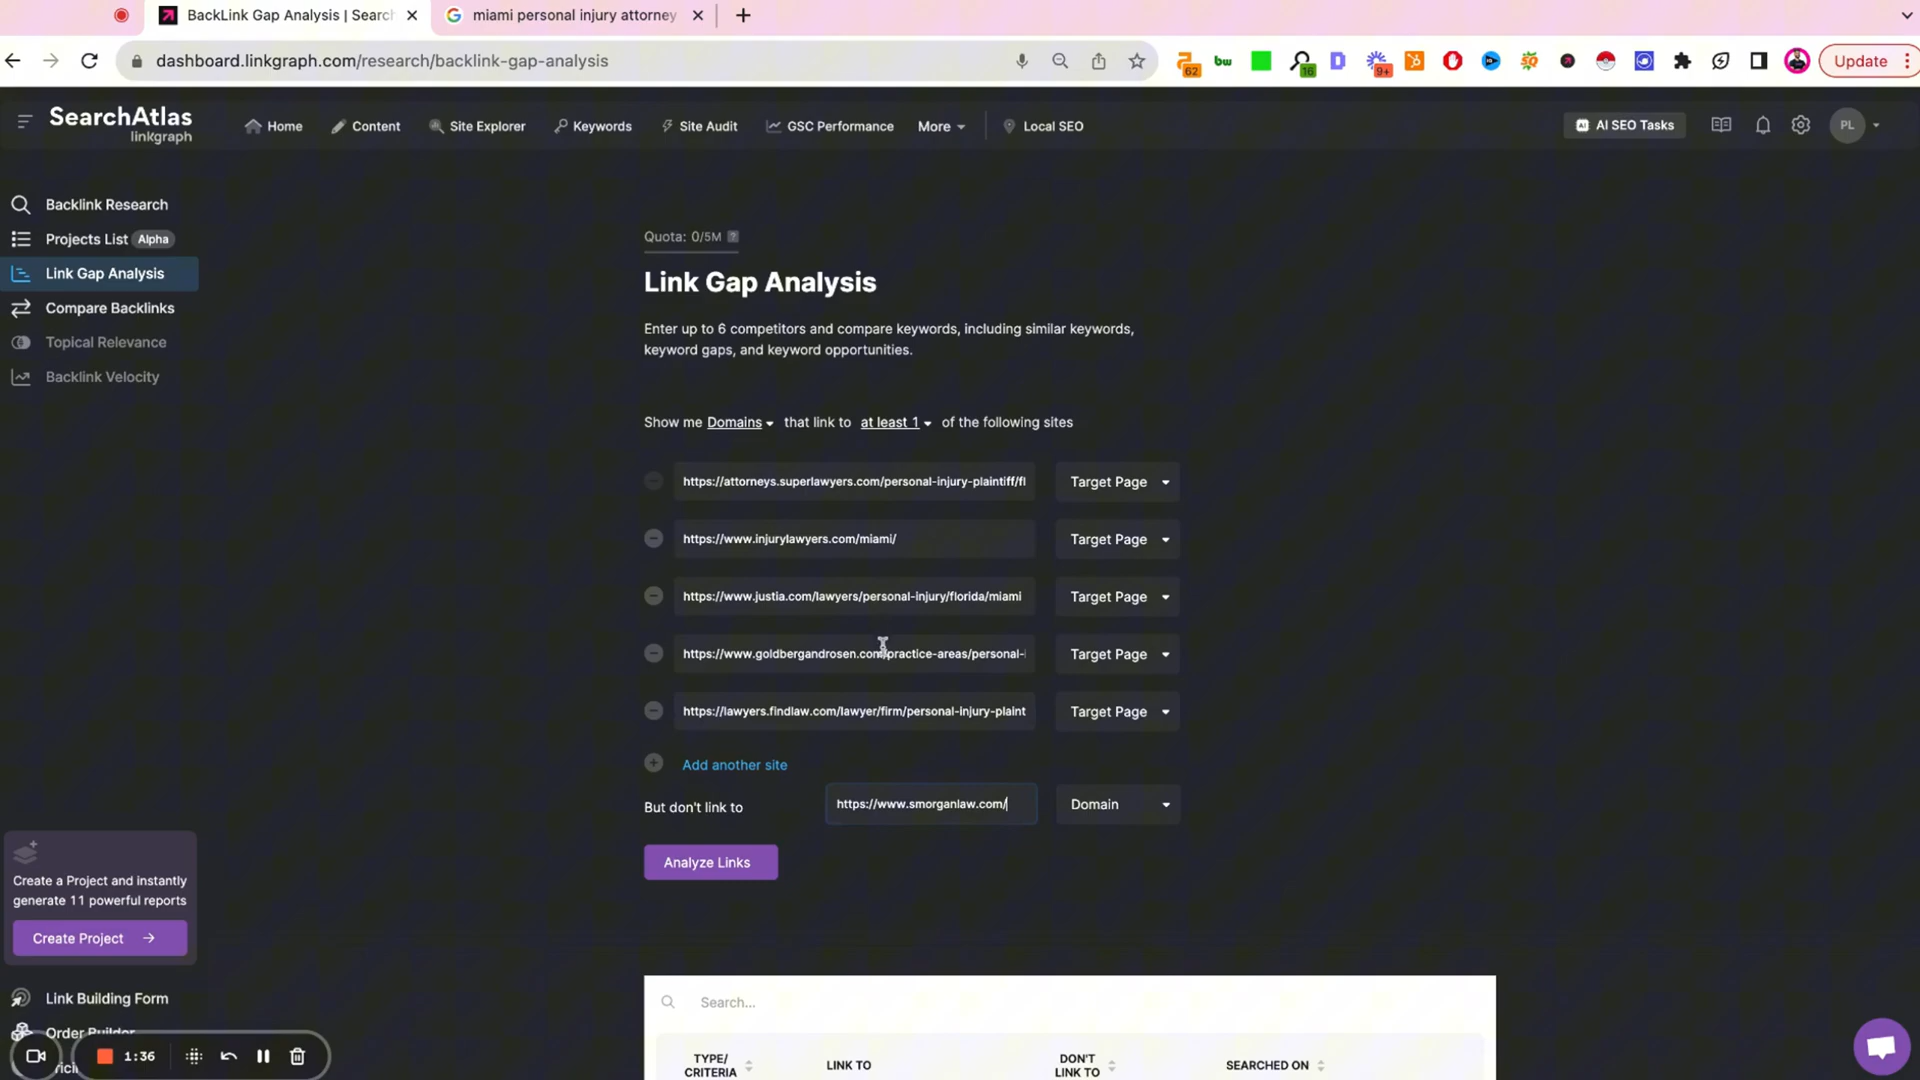 BackLink Gap Analysis | Search
miami personal injury attorney
dashboard.linkgraph.com/research/backlink-gap-analysis
62
bw
16
9+
Update
SearchAtlas
linkgraph
Home
Content
Site Explorer
Keywords
Site Audit
GSC Performance
More
Local SEO
AI SEO Tasks
PL
Backlink Research
Projects List Alpha
Link Gap Analysis
Compare Backlinks
Topical Relevance
Backlink Velocity
Quota: 0/5M ?
Link Gap Analysis
Enter up to 6 competitors and compare keywords, including similar keywords,
keyword gaps, and keyword opportunities.
Show me Domains that link to at least 1 of the following sites
https://attorneys.superlawyers.com/personal-injury-plaintiff/fl
Target Page
https://www.injurylawyers.com/miami/
Target Page
https://www.justia.com/lawyers/personal-injury/florida/miami
Target Page
https://www.goldbergandrosen.com/practice-areas/personal-i
Target Page
https://lawyers.findlaw.com/lawyer/firm/personal-injury-plaint
Target Page
Add another site
But don't link to
https://www.smorganlaw.com/
Domain
Analyze Links
Create a Project and instantly
generate 11 powerful reports
Create Project
Link Building Form
Order Builder
1:36
Search...
TYPE/
CRITERIA
LINK TO
DON'T
LINK TO
SEARCHED ON